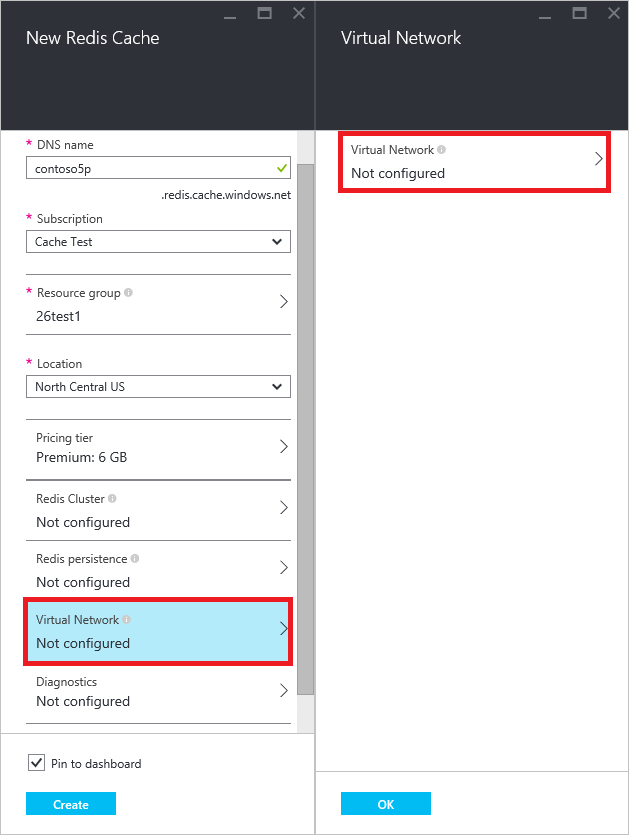 New Redis Cache
* DNS name
contoso5p
.redis.cache.windows.net
* Subscription
Cache Test
* Resource group
26test1
* Location
North Central US
Pricing tier
Premium: 6 GB
Redis Cluster
Not configured
Redis persistence
Not configured
Virtual Network
Not configured
Diagnostics
Not configured
Pin to dashboard
Create
Virtual Network
Virtual Network
Not configured
OK